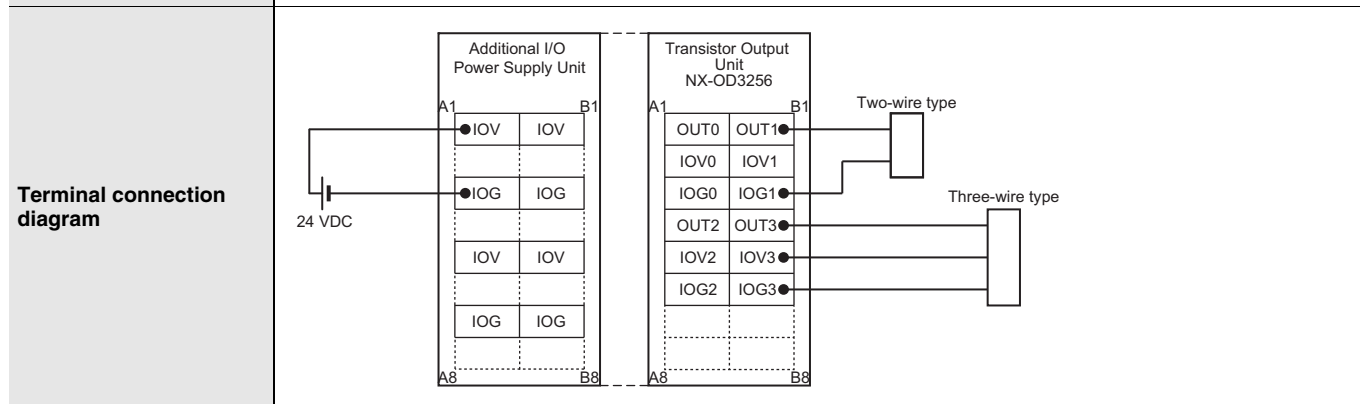 Terminal connection
diagram
Additional I/O
Power Supply Unit
A1 B1
IOV IOV
IOG IOG
IOV IOV
IOG IOG
A8 B8
24 VDC
Transistor Output
Unit
NX-OD3256
A1 B1
OUT0 OUT1
IOV0 IOV1
IOG0 IOG1
OUT2 OUT3
IOV2 IOV3
IOG2 IOG3
A8 B8
Two-wire type
Three-wire type